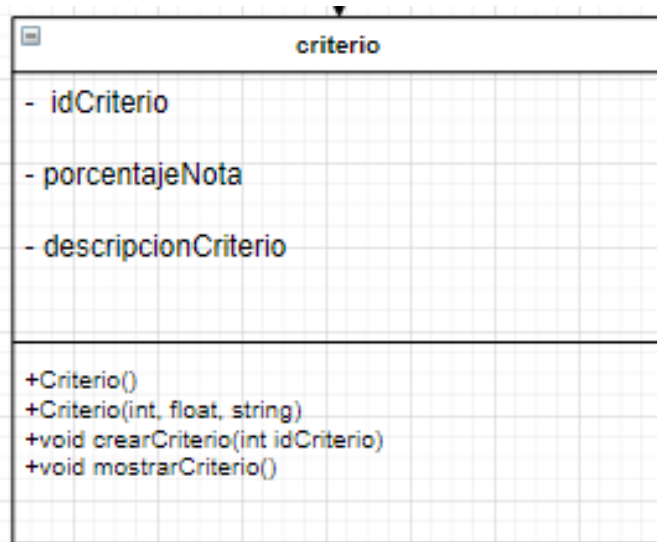 criterio
- idCriterio
- porcentajeNota
- descripcionCriterio
+Criterio()
+Criterio(int, float, string)
+void crearCriterio(int idCriterio)
+void mostrarCriterio()